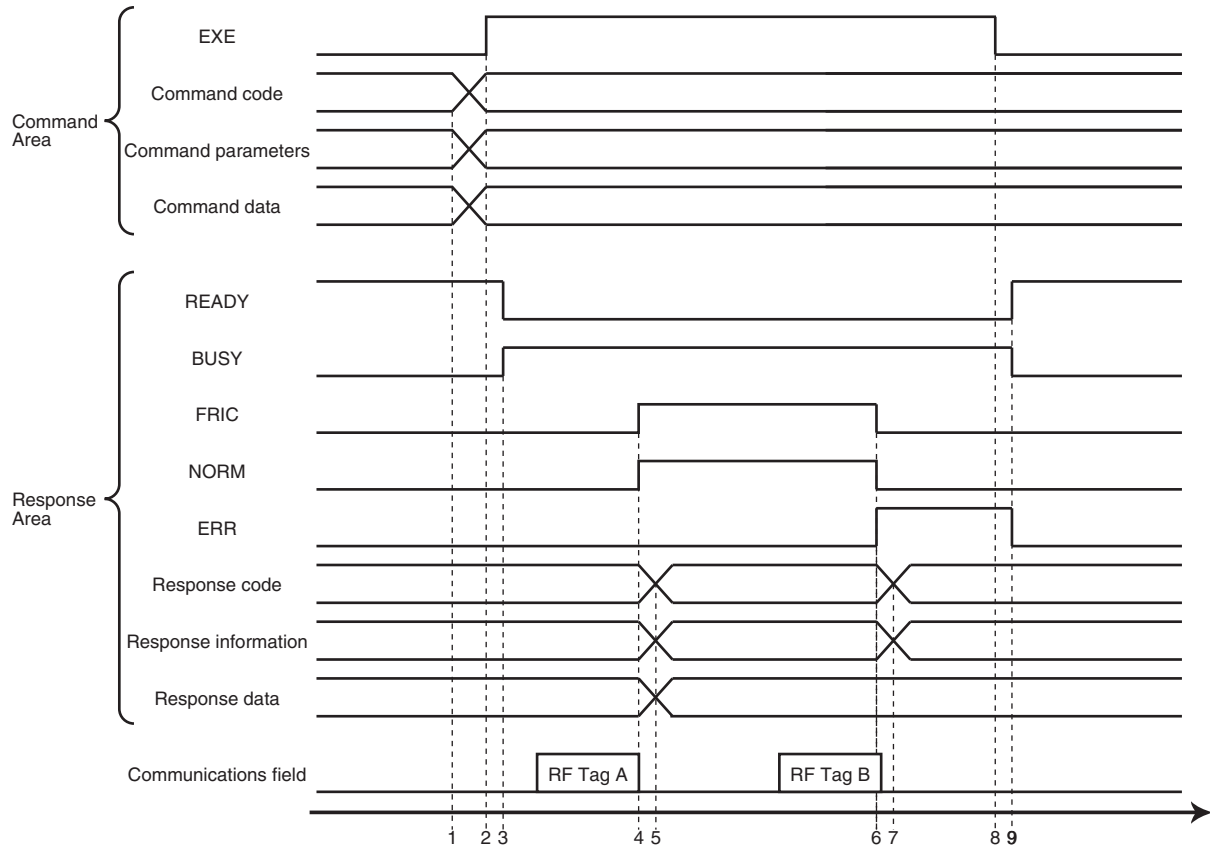 EXE
Command code
Command
Area
Command parameters
Command data
READY
BUSY
FRIC
NORM
Response
Area
ERR
Response code
Response information
Response data
Communications field
RF Tag A
RF Tag B
1 2 3 4 5 6 7 8 9